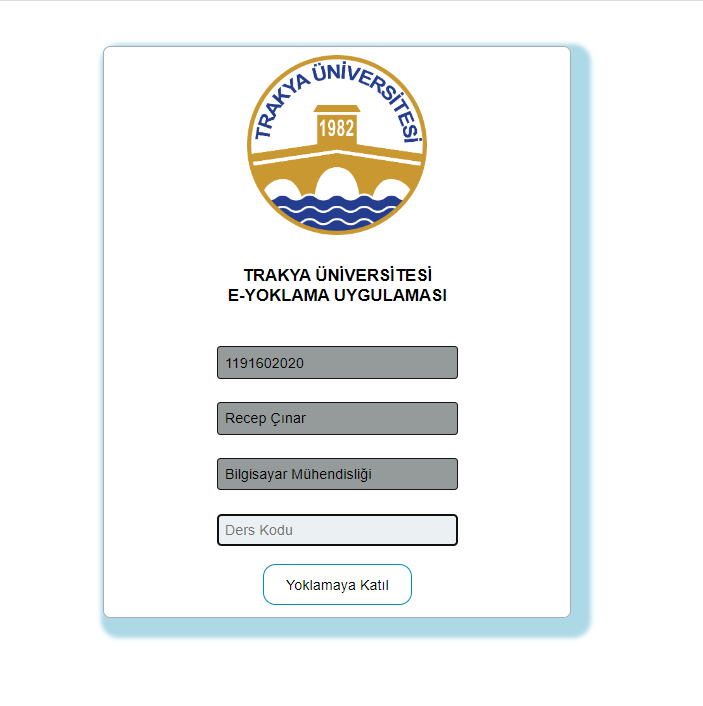 TRAKYA ÜNİVERSİTESİ
1982
TRAKYA ÜNİVERSİTESİ
E-YOKLAMA UYGULAMASI
1191602020
Recep Çınar
Bilgisayar Mühendisliği
Ders Kodu
Yoklamaya Katıl